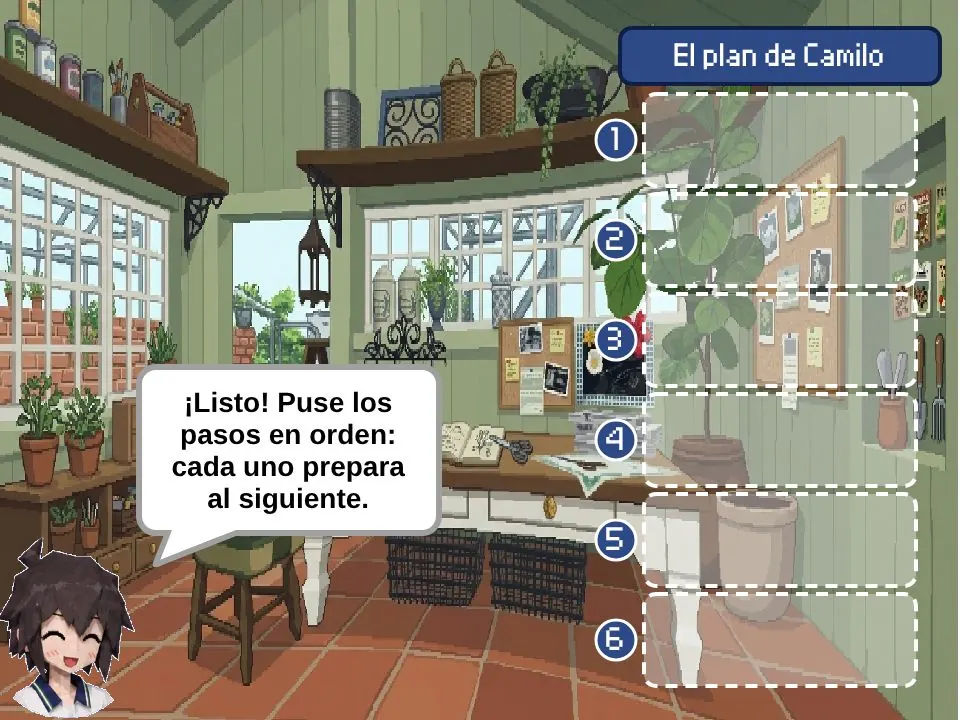 El plan de Camilo
1
2
3
4
5
6
¡Listo! Puse los
pasos en orden:
cada uno prepara
al siguiente.